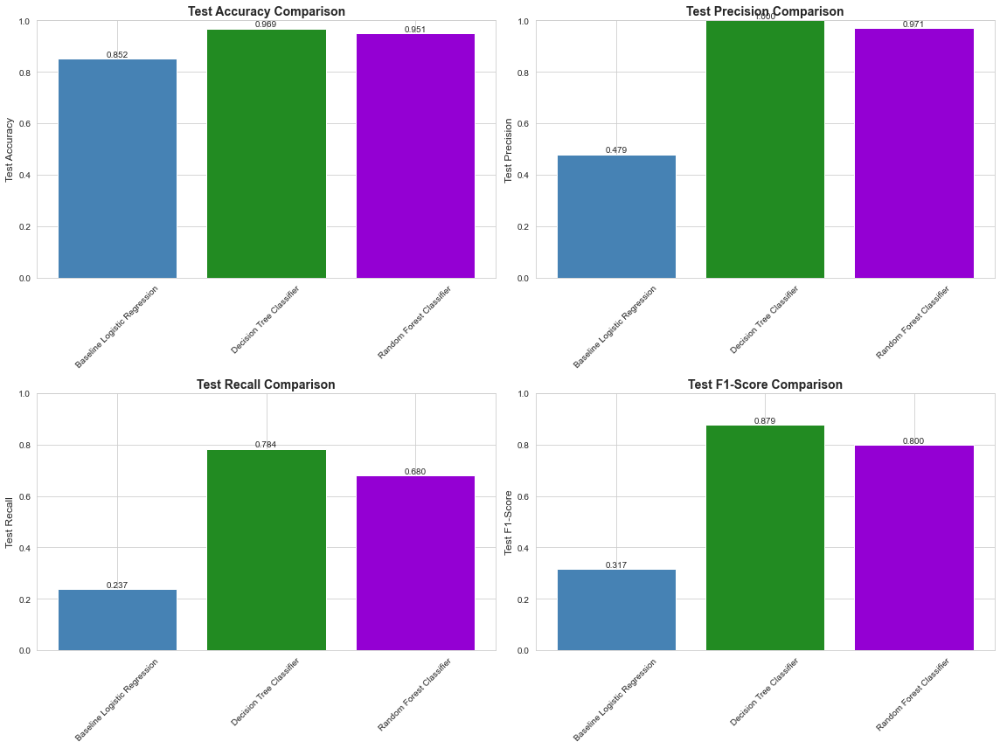 Test Accuracy Comparison
Test Accuracy
1.0
0.8
0.6
0.4
0.2
0.0
0.852
0.969
0.951
Baseline Logistic Regression
Decision Tree Classifier
Random Forest Classifier
Test Precision Comparison
Test Precision
1.0
0.8
0.6
0.4
0.2
0.0
0.479
1.000
0.971
Baseline Logistic Regression
Decision Tree Classifier
Random Forest Classifier
Test Recall Comparison
Test Recall
1.0
0.8
0.6
0.4
0.2
0.0
0.237
0.784
0.680
Baseline Logistic Regression
Decision Tree Classifier
Random Forest Classifier
Test F1-Score Comparison
Test F1-Score
1.0
0.8
0.6
0.4
0.2
0.0
0.317
0.879
0.800
Baseline Logistic Regression
Decision Tree Classifier
Random Forest Classifier